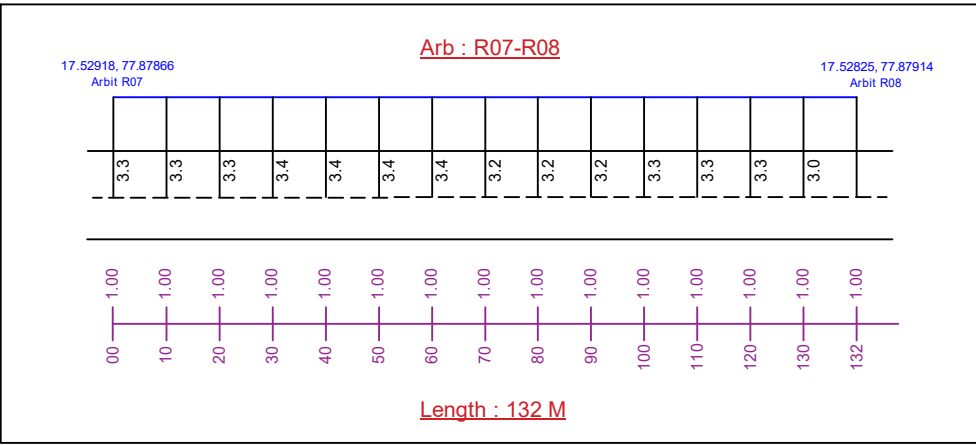 Arb : R07-R08
17.52918, 77.87866
Arbit R07
17.52825, 77.87914
Arbit R08
3.3 3.3 3.3 3.4 3.4 3.4 3.4 3.2 3.2 3.2 3.3 3.3 3.3 3.0
1.00 1.00 1.00 1.00 1.00 1.00 1.00 1.00 1.00 1.00 1.00 1.00 1.00 1.00 1.00
00 10 20 30 40 50 60 70 80 90 100 110 120 130 132
Length : 132 M